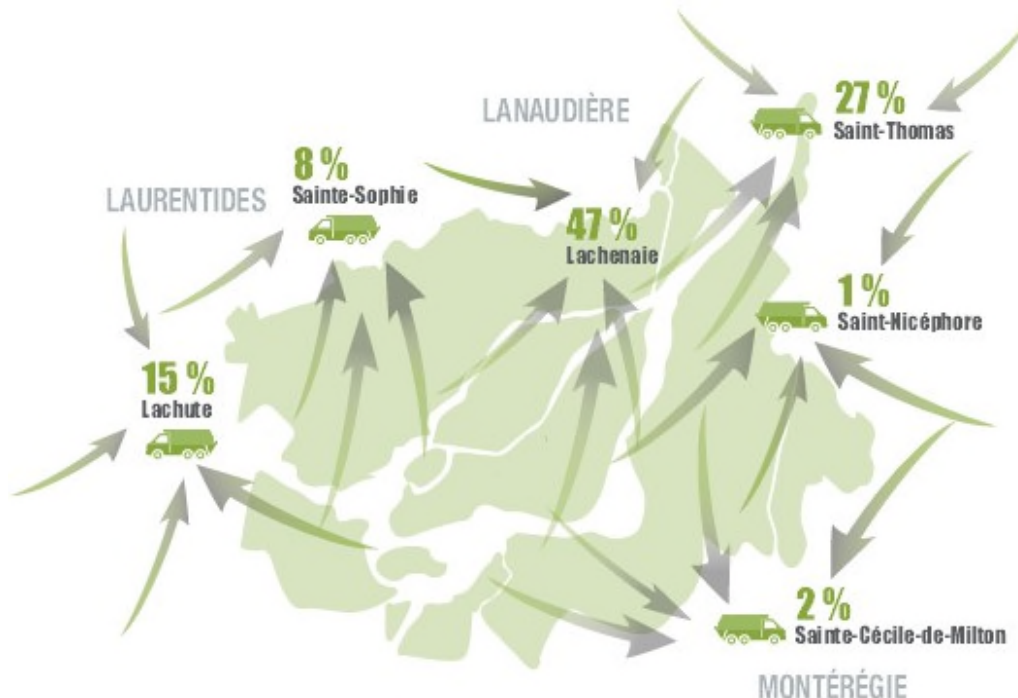 27 %
Saint-Thomas
LANAUDIÈRE
8 %
Sainte-Sophie
LAURENTIDES
47 %
Lachenaie
1 %
Saint-Nicéphore
15 %
Lachute
2 %
Sainte-Cécile-de-Milton
MONTÉRÉGIE